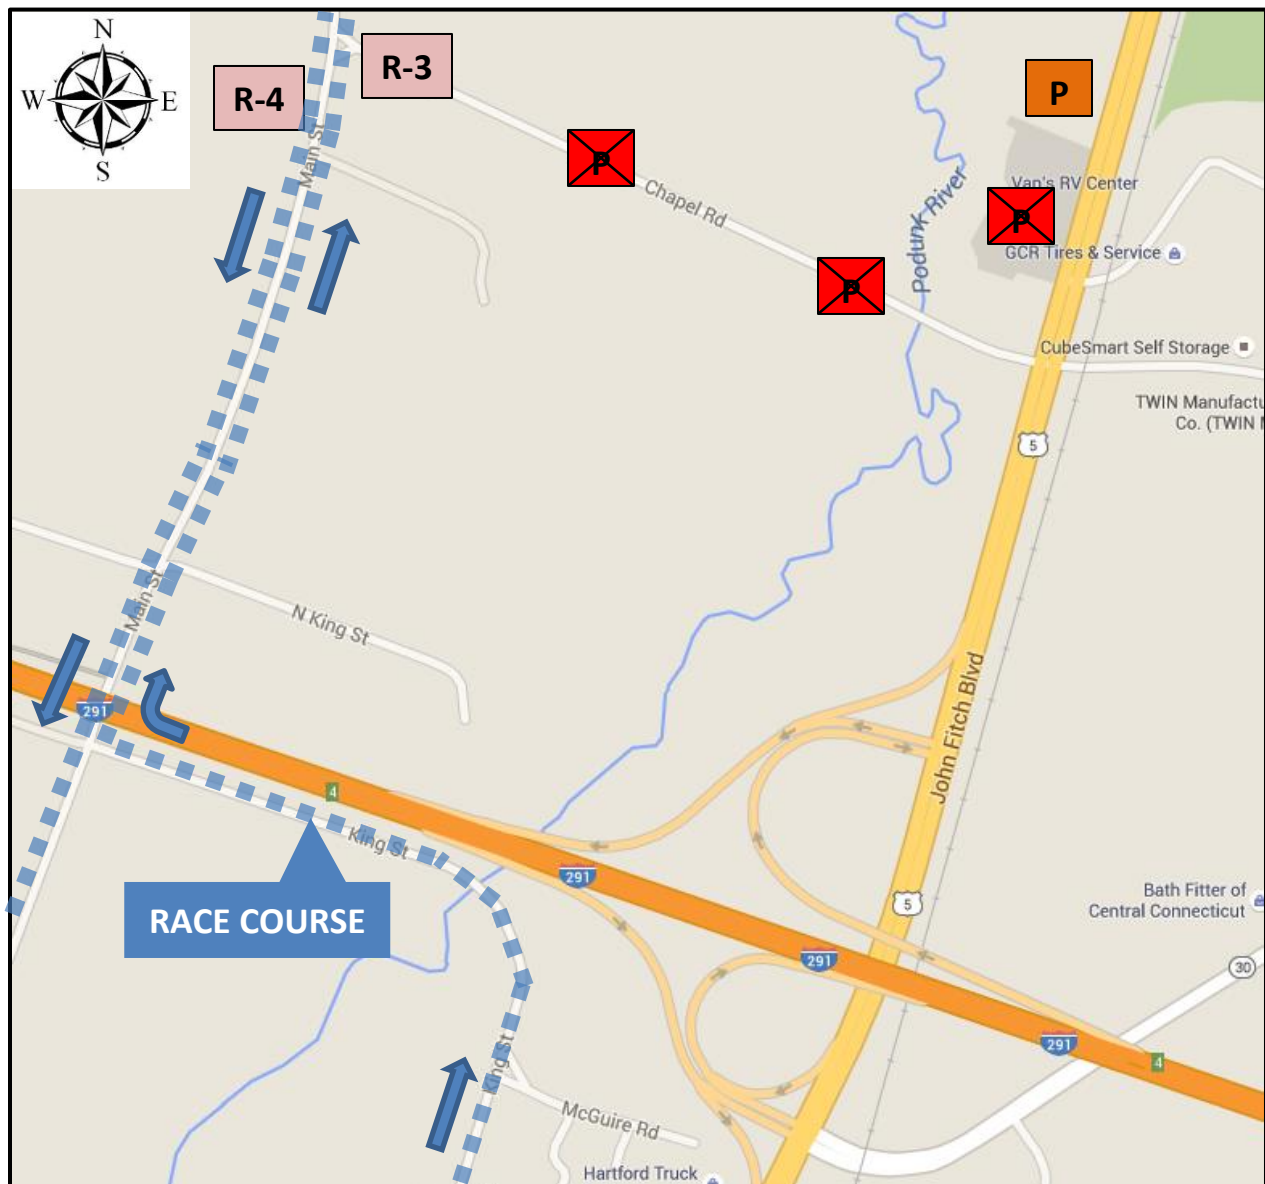 N
W
E
S
R-4
R-3
P
P
P
P
Main St
Chapel Rd
Podunk River
Van's RV Center
GCR Tires & Service
CubeSmart Self Storage
TWIN Manufactu
Co. (TWIN
5
N King St
Main St
291
4
King St
RACE COURSE
291
John Fitch Blvd
5
Bath Fitter of
Central Connecticut
291
30
291
4
King St
McGuire Rd
Hartford Truck